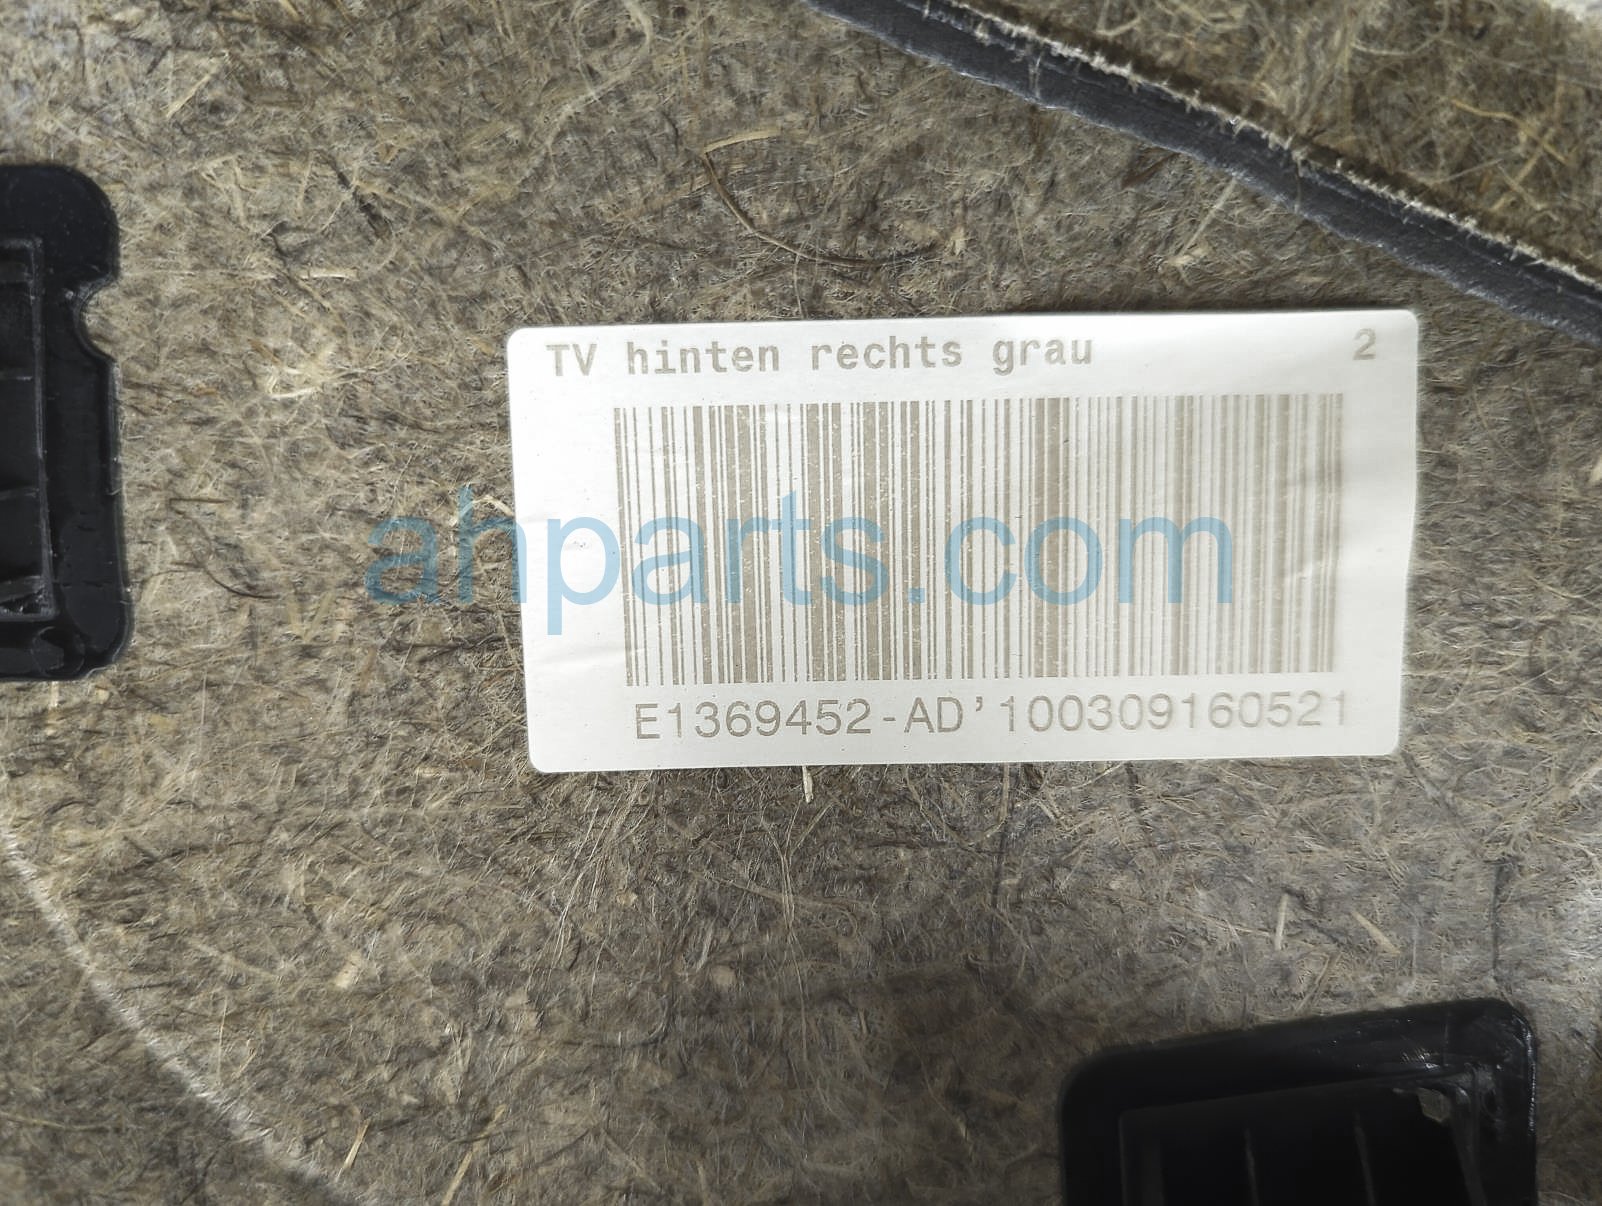 TV hinten rechts grau 2
ahparts.com
E1369452-AD'100309160521